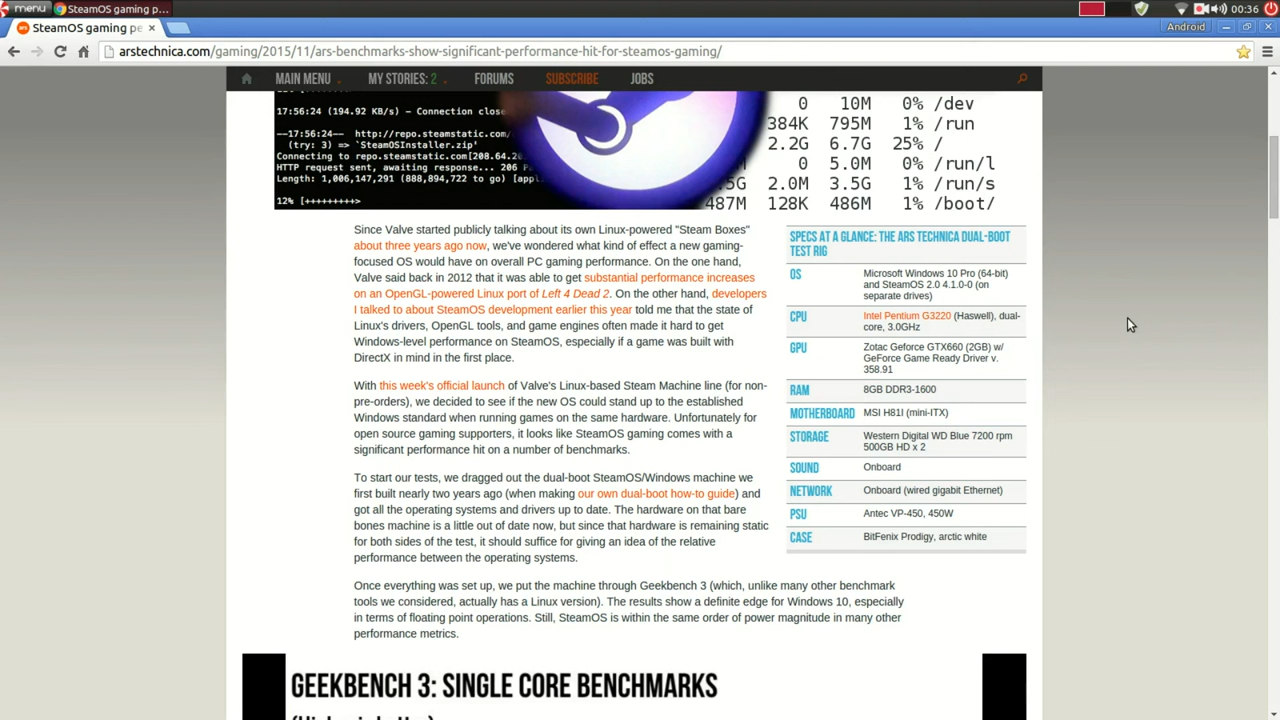 menu SteamOS gaming p... 00:36
SteamOS gaming pe Android
arstechnica.com/gaming/2015/11/ars-benchmarks-show-significant-performance-hit-for-steamos-gaming/
MAIN MENU MY STORIES: 2 FORUMS SUBSCRIBE JOBS
17:56:24 (194.92 KB/s) - Connection close
--17:56:24-- http://repo.steamstatic.com/
(try: 3) => `SteamOSInstaller.zip'
Connecting to repo.steamstatic.com[208.64.20
HTTP request sent, awaiting response... 206 P
Length: 1,006,147,291 (888,894,722 to go) [appl
12% [+++++++++>
0 10M 0% /dev
384K 795M 1% /run
2.2G 6.7G 25% /
0 5.0M 0% /run/l
.5G 2.0M 3.5G 1% /run/s
487M 128K 486M 1% /boot/
Since Valve started publicly talking about its own Linux-powered "Steam Boxes"
about three years ago now, we've wondered what kind of effect a new gaming-
focused OS would have on overall PC gaming performance. On the one hand,
Valve said back in 2012 that it was able to get substantial performance increases
on an OpenGL-powered Linux port of Left 4 Dead 2. On the other hand, developers
I talked to about SteamOS development earlier this year told me that the state of
Linux's drivers, OpenGL tools, and game engines often made it hard to get
Windows-level performance on SteamOS, especially if a game was built with
DirectX in mind in the first place.
With this week's official launch of Valve's Linux-based Steam Machine line (for non-
pre-orders), we decided to see if the new OS could stand up to the established
Windows standard when running games on the same hardware. Unfortunately for
open source gaming supporters, it looks like SteamOS gaming comes with a
significant performance hit on a number of benchmarks.
To start our tests, we dragged out the dual-boot SteamOS/Windows machine we
first built nearly two years ago (when making our own dual-boot how-to guide) and
got all the operating systems and drivers up to date. The hardware on that bare
bones machine is a little out of date now, but since that hardware is remaining static
for both sides of the test, it should suffice for giving an idea of the relative
performance between the operating systems.
SPECS AT A GLANCE: THE ARS TECHNICA DUAL-BOOT
TEST RIG
OS Microsoft Windows 10 Pro (64-bit)
and SteamOS 2.0 4.1.0-0 (on
separate drives)
CPU Intel Pentium G3220 (Haswell), dual-
core, 3.0GHz
GPU Zotac Geforce GTX660 (2GB) w/
GeForce Game Ready Driver v.
358.91
RAM 8GB DDR3-1600
MOTHERBOARD MSI H81I (mini-ITX)
STORAGE Western Digital WD Blue 7200 rpm
500GB HD x 2
SOUND Onboard
NETWORK Onboard (wired gigabit Ethernet)
PSU Antec VP-450, 450W
CASE BitFenix Prodigy, arctic white
Once everything was set up, we put the machine through Geekbench 3 (which, unlike many other benchmark
tools we considered, actually has a Linux version). The results show a definite edge for Windows 10, especially
in terms of floating point operations. Still, SteamOS is within the same order of power magnitude in many other
performance metrics.
GEEKBENCH 3: SINGLE CORE BENCHMARKS